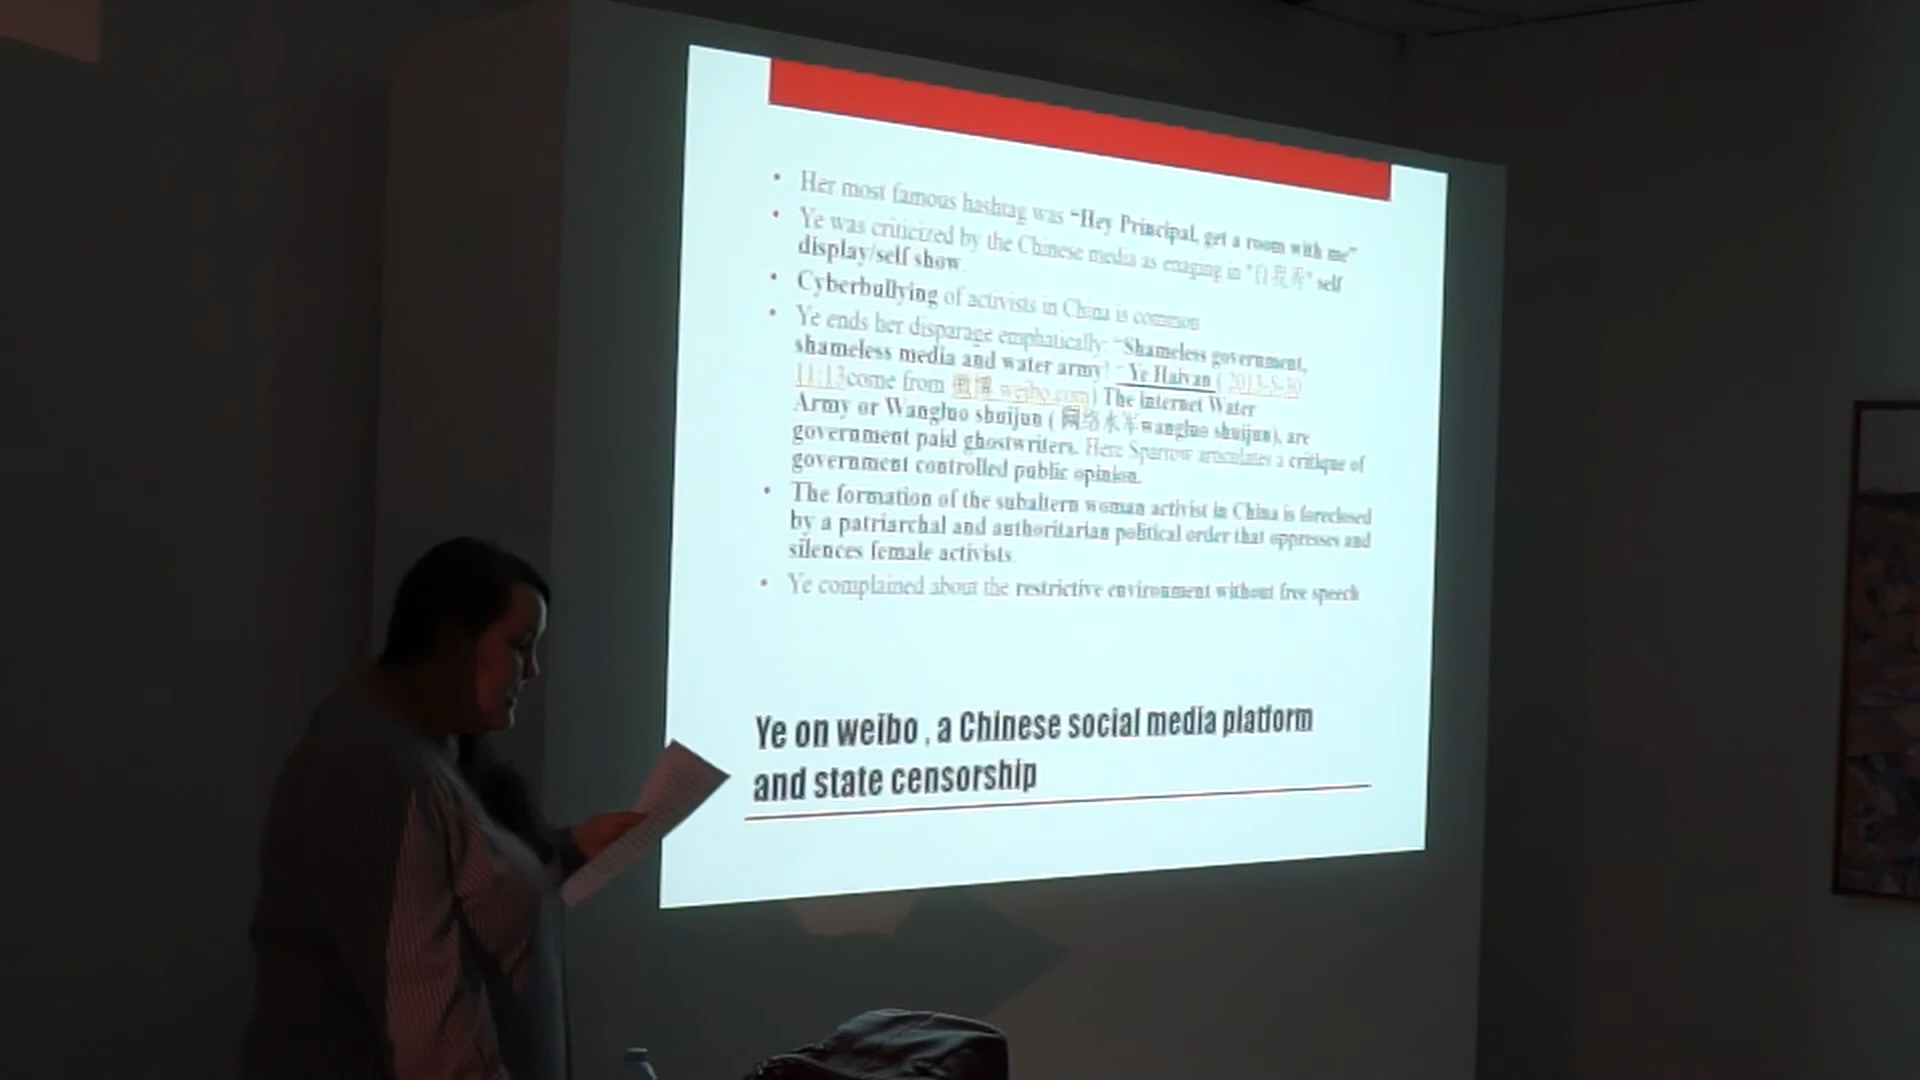 Her most famous hashtag was “Hey Principal, get a room with me”
Ye was criticized by the Chinese media as enaging in "自我秀" self
display/self show.
Cyberbullying of activists in China is common
Ye ends her disparage emphatically: “Shameless government,
shameless media and water army! – Ye Haiyan ( 2013-5-30
11:13come from 微博 weibo.com) The Internet Water
Army or Wangluo shuijun ( 网络水军wangluo shuijun), are
government paid ghostwriters. Here Sparrow articulates a critique of
government controlled public opinion.
The formation of the subaltern woman activist in China is foreclosed
by a patriarchal and authoritarian political order that oppresses and
silences female activists.
Ye complained about the restrictive environment without free speech
Ye on weibo , a Chinese social media platform
and state censorship